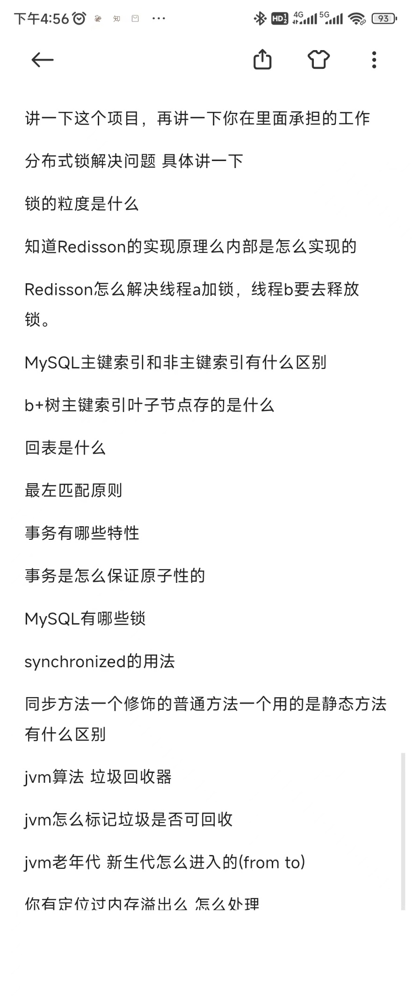 下午4:56 知 ···
HD 1 2 4G 5G 93
讲一下这个项目，再讲一下你在里面承担的工作
分布式锁解决问题 具体讲一下
锁的粒度是什么
知道Redisson的实现原理么内部是怎么实现的
Redisson怎么解决线程a加锁，线程b要去释放
锁。
MySQL主键索引和非主键索引有什么区别
b+树主键索引叶子节点存的是什么
回表是什么
最左匹配原则
事务有哪些特性
事务是怎么保证原子性的
MySQL有哪些锁
synchronized的用法
同步方法一个修饰的普通方法一个用的是静态方法
有什么区别
jvm算法 垃圾回收器
jvm怎么标记垃圾是否可回收
jvm老年代 新生代怎么进入的(from to)
你有定位过内存溢出么 怎么处理